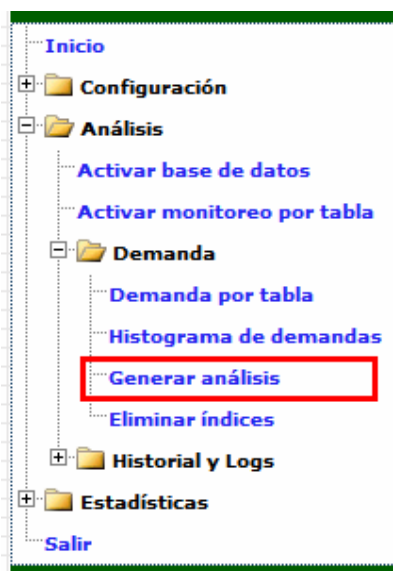 Inicio
Configuración
Análisis
Activar base de datos
Activar monitoreo por tabla
Demanda
Demanda por tabla
Histograma de demandas
Generar análisis
Eliminar índices
Historial y Logs
Estadísticas
Salir